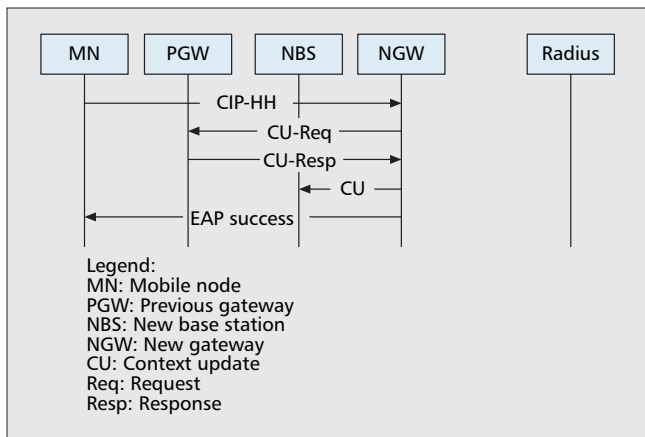 MN PGW NBS NGW Radius
CIP-HH
CU-Req
CU-Resp
CU
EAP success
Legend:
MN: Mobile node
PGW: Previous gateway
NBS: New base station
NGW: New gateway
CU: Context update
Req: Request
Resp: Response